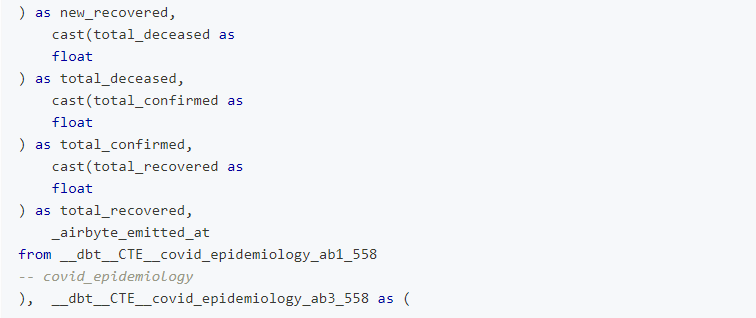 ) as new_recovered,
    cast(total_deceased as
    float
) as total_deceased,
    cast(total_confirmed as
    float
) as total_confirmed,
    cast(total_recovered as
    float
) as total_recovered,
    _airbyte_emitted_at
from __dbt__CTE__covid_epidemiology_ab1_558
-- covid_epidemiology
),  __dbt__CTE__covid_epidemiology_ab3_558 as (